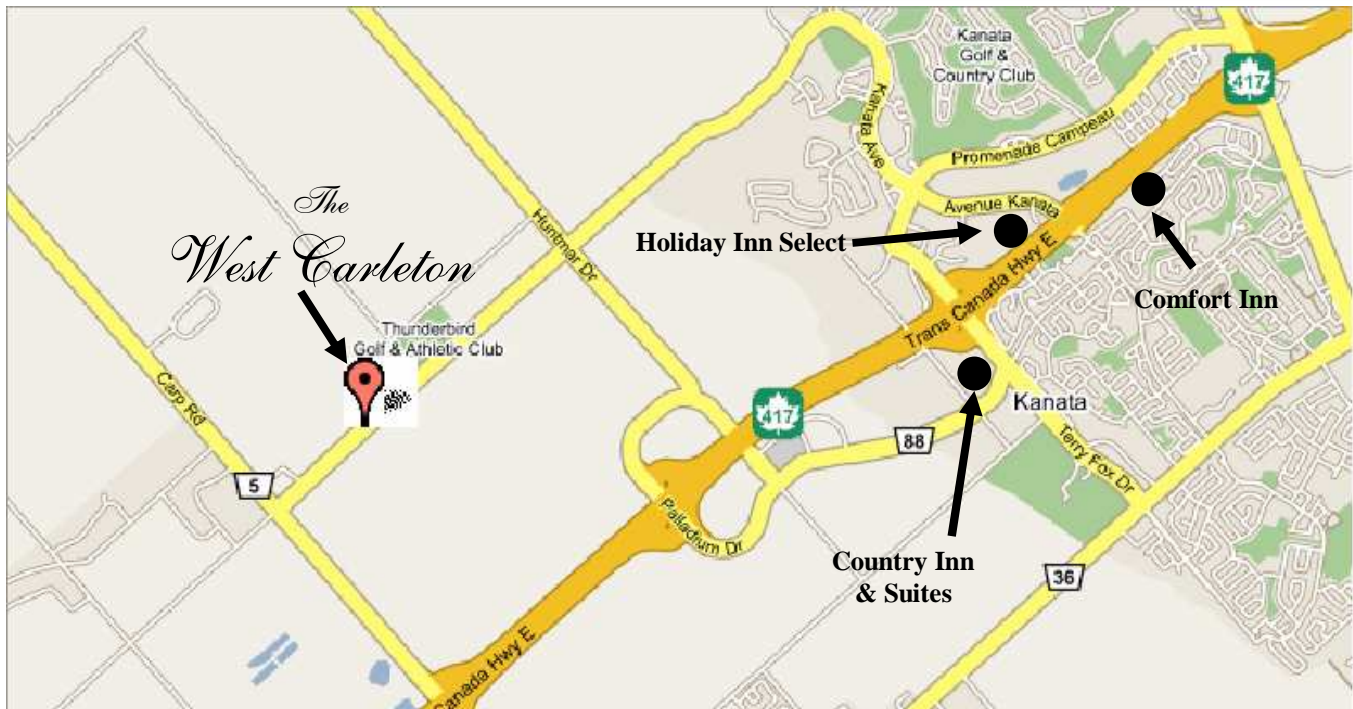 Kanata
Golf &
Country Club
417
Kanata Ave
Promenade Campeau
The
West Carleton
Huntmar Dr
Avenue Kanata
Holiday Inn Select
Trans Canada Hwy E
Comfort Inn
Thunderbird
Golf & Athletic Club
Carp Rd
417
Kanata
88
Terry Fox Dr
5
Palladium Dr
Country Inn
& Suites
36
Canada Hwy E